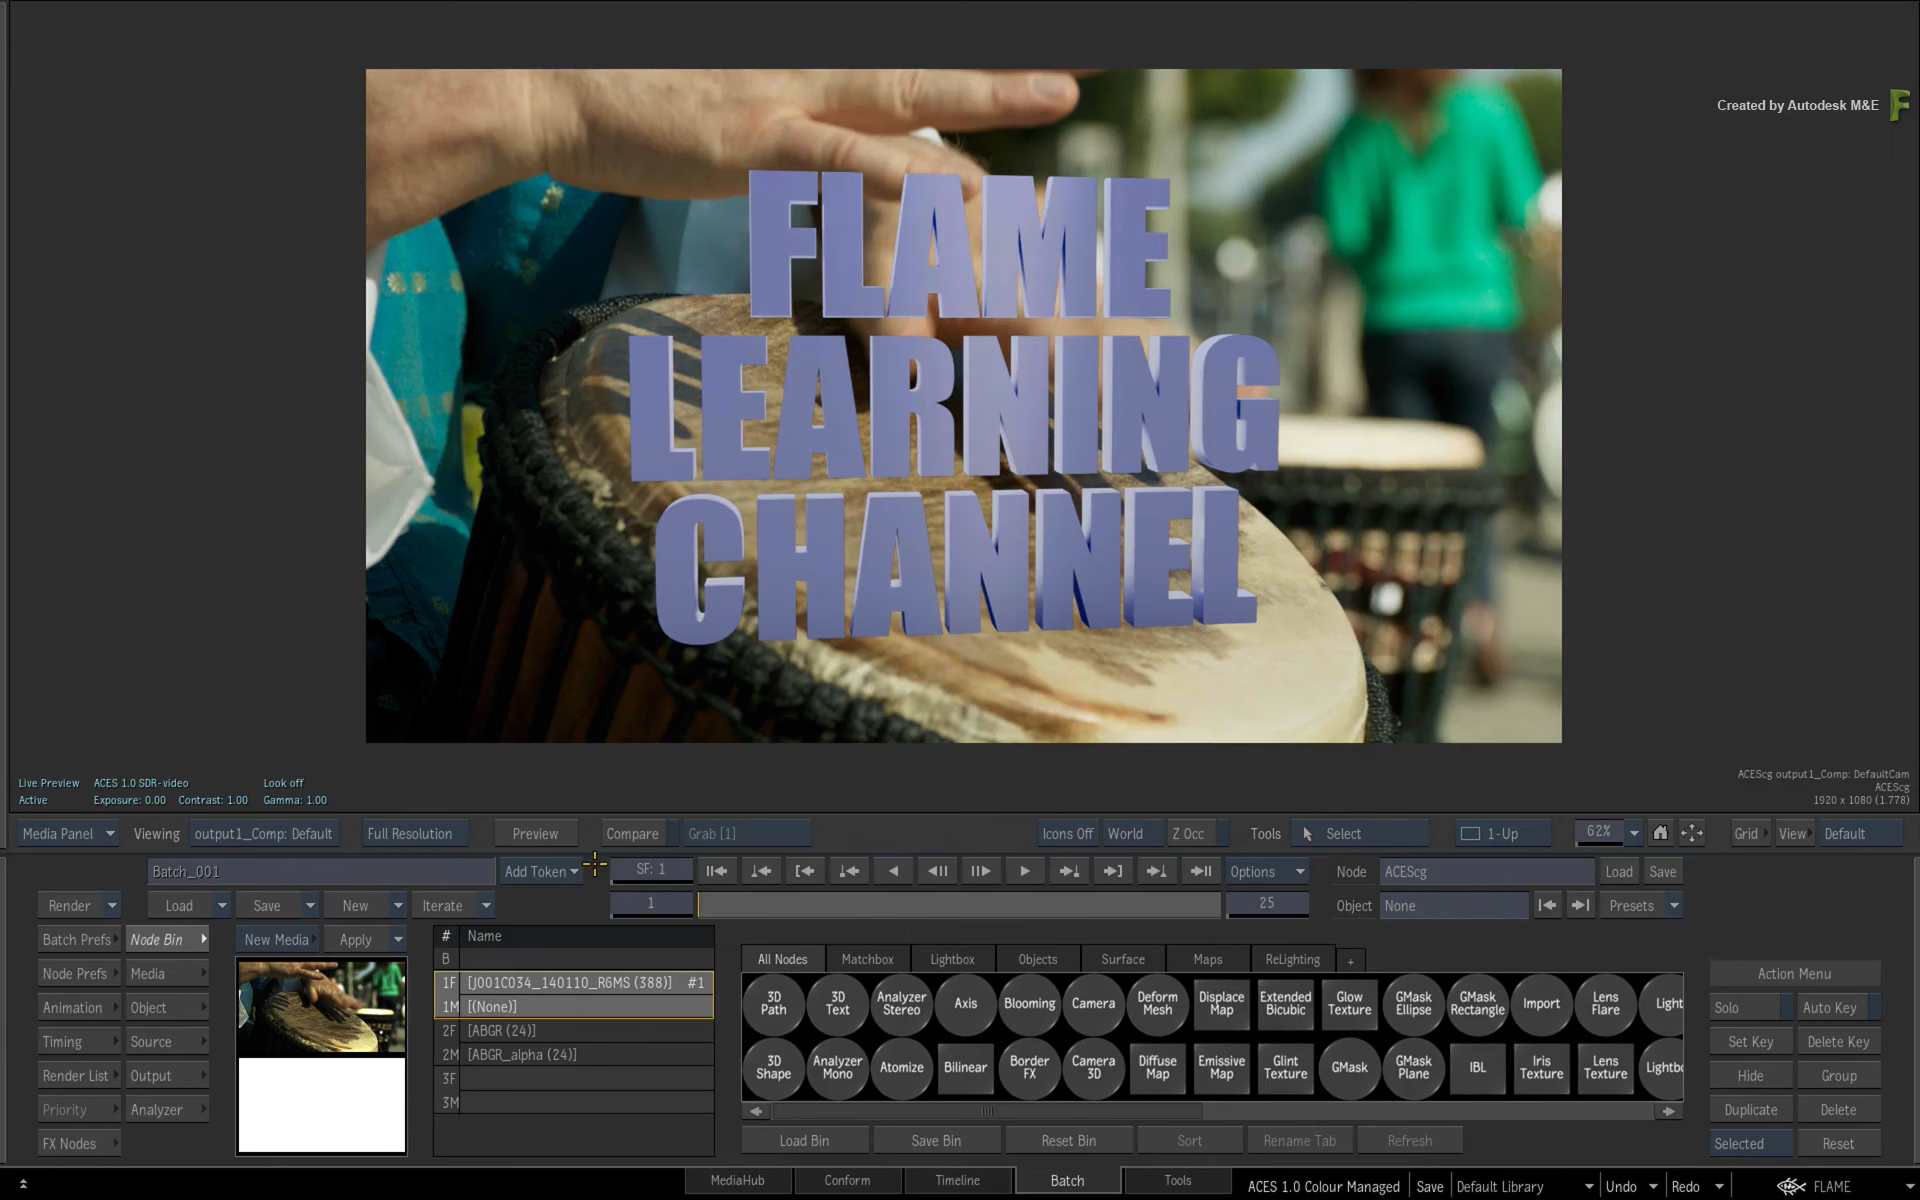 Created by Autodesk M&E
FLAME
LEARNING
CHANNEL
Live Preview ACES 1.0 SDR-video Look off
Active Exposure: 0.00 Contrast: 1.00 Gamma: 1.00
ACEScg output1_Comp: DefaultCam
ACEScg
1920 x 1080 (1.778)
Media Panel Viewing output1_Comp: Default Full Resolution Preview Compare Grab [1] Icons Off World Z Occ Tools Select 1-Up 62% Grid View Default
Batch_001 Add Token SF: 1 Options Node ACEScg Load Save
Render Load Save New Iterate 1 25 Object None Presets
Batch Prefs Node Bin New Media Apply # Name
B
All Nodes Matchbox Lightbox Objects Surface Maps ReLighting +
Node Prefs Media 1F [J001C034_140110_R6MS (388)] #1 Action Menu
3D Path 3D Text Analyzer Stereo Axis Blooming Camera Deform Mesh Displace Map Extended Bicubic Glow Texture GMask Ellipse GMask Rectangle Import Lens Flare Light
Animation Object 1M [(None)] Solo Auto Key
2F [ABGR (24)]
Timing Source Set Key Delete Key
2M [ABGR_alpha (24)]
3D Shape Analyzer Mono Atomize Bilinear Border FX Camera 3D Diffuse Map Emissive Map Glint Texture GMask GMask Plane IBL Iris Texture Lens Texture Lightbo
Render List Output 3F Hide Group
3M
Priority Analyzer Duplicate Delete
FX Nodes Load Bin Save Bin Reset Bin Sort Rename Tab Refresh Selected Reset
MediaHub Conform Timeline Batch Tools ACES 1.0 Colour Managed Save Default Library Undo Redo FLAME